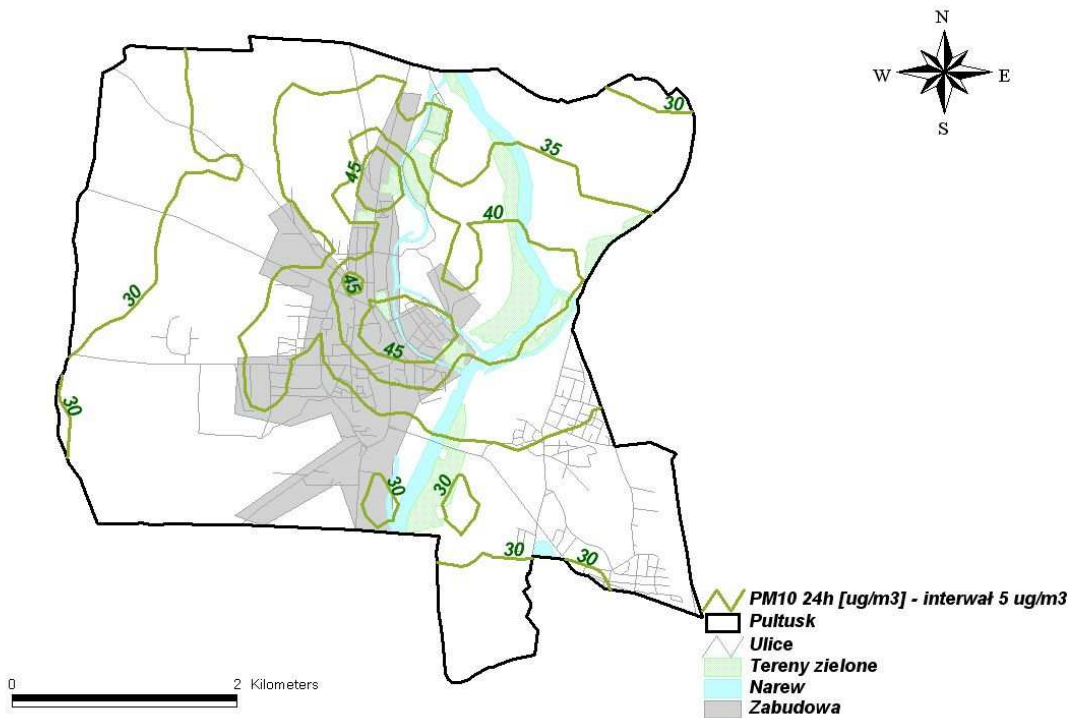 N
W E
S
30
35
45
40
30
45
45
30
30
30
30
30
PM10 24h [ug/m3] - interwał 5 ug/m3
Pułtusk
Ulice
Tereny zielone
Narew
Zabudowa
0 2 Kilometers